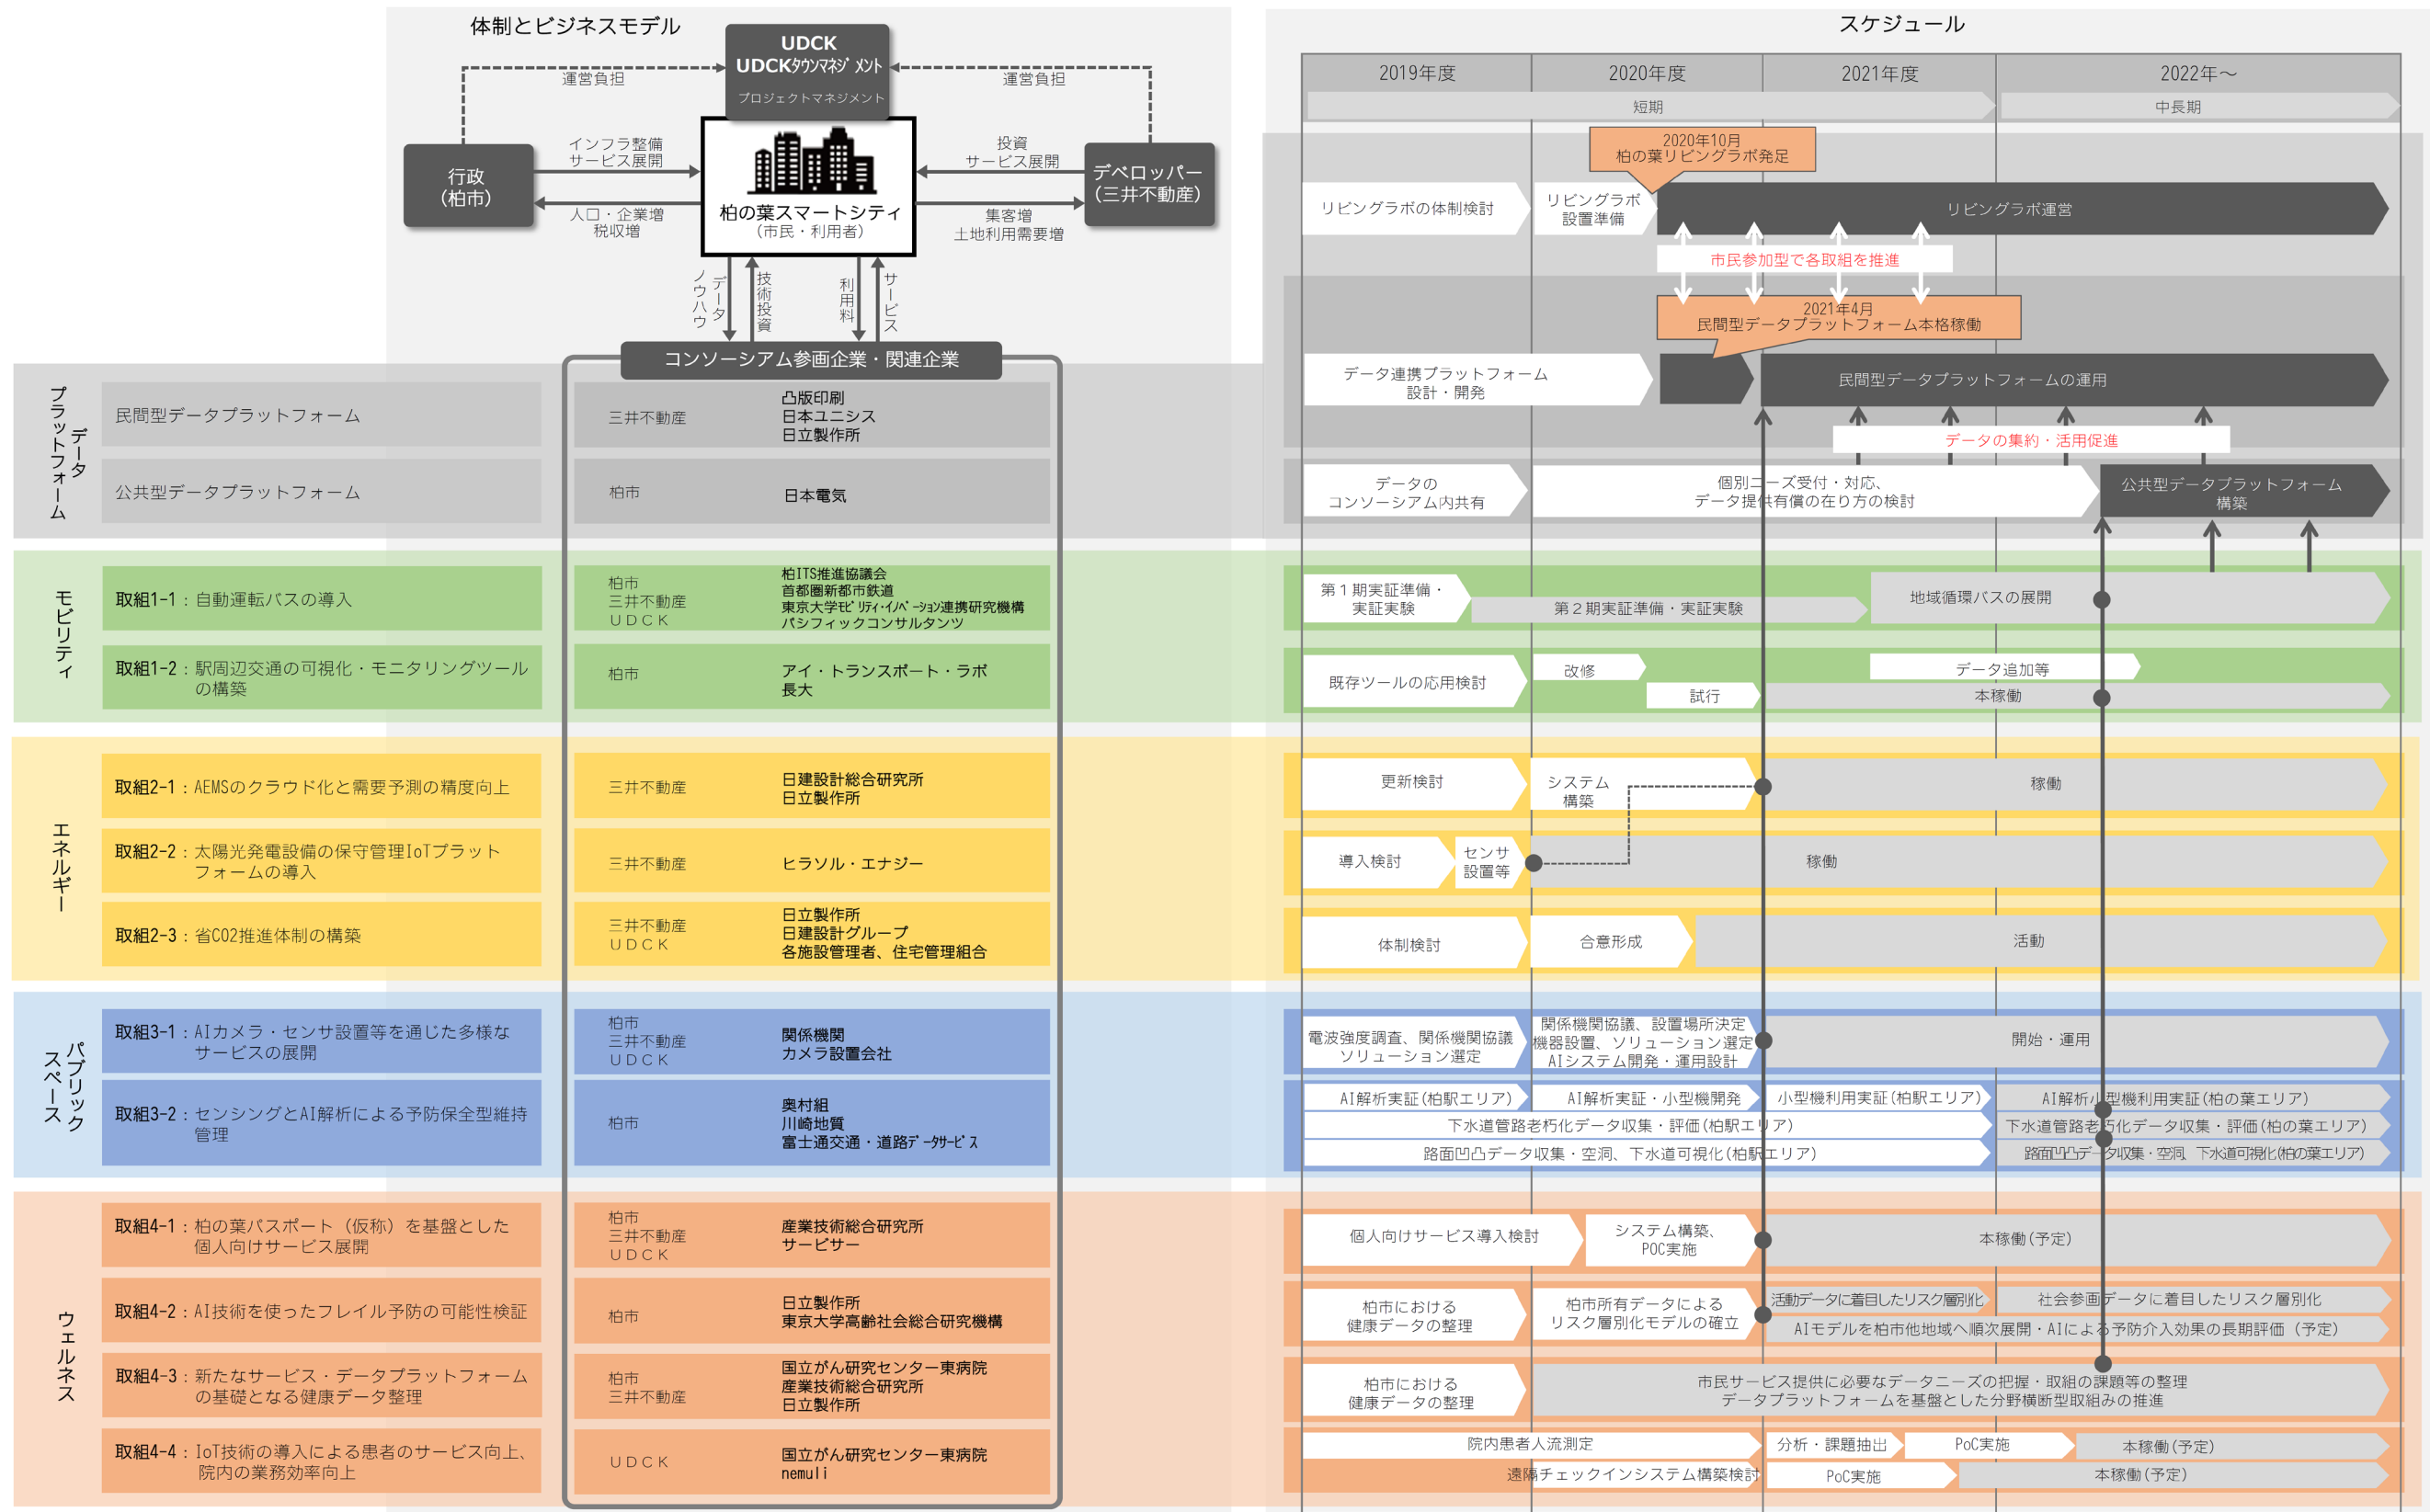 体制とビジネスモデル
UDCK
UDCKタウンマネジメント
プロジェクトマネジメント
運営負担
運営負担
行政
(柏市)
インフラ整備
サービス展開
人口・企業増
税収増
柏の葉スマートシティ
(市民・利用者)
投資
サービス展開
集客増
土地利用需要増
デベロッパー
(三井不動産)
データ
ノウハウ
技術投資
利用料
サービス
コンソーシアム参画企業・関連企業
スケジュール
2019年度
2020年度
2021年度
2022年～
短期
中長期
2020年10月
柏の葉リビングラボ発足
リビングラボの体制検討
リビングラボ
設置準備
リビングラボ運営
市民参加型で各取組を推進
2021年4月
民間型データプラットフォーム本格稼働
データ
プラットフォーム
民間型データプラットフォーム
三井不動産
凸版印刷
日本ユニシス
日立製作所
データ連携プラットフォーム
設計・開発
民間型データプラットフォームの運用
データの集約・活用促進
公共型データプラットフォーム
柏市
日本電気
データの
コンソーシアム内共有
個別ニーズ受付・対応、
データ提供有償の在り方の検討
公共型データプラットフォーム
構築
モビリティ
取組1-1：自動運転バスの導入
柏市
三井不動産
ＵＤＣＫ
柏ITS推進協議会
首都圏新都市鉄道
東京大学モビリティ・イノベーション連携研究機構
パシフィックコンサルタンツ
第１期実証準備・
実証実験
第２期実証準備・実証実験
地域循環バスの展開
取組1-2：駅周辺交通の可視化・モニタリングツール
の構築
柏市
アイ・トランスポート・ラボ
長大
既存ツールの応用検討
改修
試行
データ追加等
本稼働
エネルギー
取組2-1：AEMSのクラウド化と需要予測の精度向上
三井不動産
日建設計総合研究所
日立製作所
更新検討
システム
構築
稼働
取組2-2：太陽光発電設備の保守管理IoTプラット
フォームの導入
三井不動産
ヒラソル・エナジー
導入検討
センサ
設置等
稼働
取組2-3：省CO2推進体制の構築
三井不動産
ＵＤＣＫ
日立製作所
日建設計グループ
各施設管理者、住宅管理組合
体制検討
合意形成
活動
パブリック
スペース
取組3-1：AIカメラ・センサ設置等を通じた多様な
サービスの展開
柏市
三井不動産
ＵＤＣＫ
関係機関
カメラ設置会社
電波強度調査、関係機関協議
ソリューション選定
関係機関協議、設置場所決定
機器設置、ソリューション選定
AIシステム開発・運用設計
開始・運用
取組3-2：センシングとAI解析による予防保全型維持
管理
柏市
奥村組
川崎地質
富士通交通・道路データサービス
AI解析実証(柏駅エリア)
AI解析実証・小型機開発
小型機利用実証(柏駅エリア)
AI解析小型機利用実証(柏の葉エリア)
下水道管路老朽化データ収集・評価(柏駅エリア)
下水道管路老朽化データ収集・評価(柏の葉エリア)
路面凹凸データ収集・空洞、下水道可視化(柏駅エリア)
路面凹凸データ収集・空洞、下水道可視化(柏の葉エリア)
ウェルネス
取組4-1：柏の葉パスポート（仮称）を基盤とした
個人向けサービス展開
柏市
三井不動産
ＵＤＣＫ
産業技術総合研究所
サービサー
個人向けサービス導入検討
システム構築、
POC実施
本稼働(予定)
取組4-2：AI技術を使ったフレイル予防の可能性検証
柏市
日立製作所
東京大学高齢社会総合研究機構
柏市における
健康データの整理
柏市所有データによる
リスク層別化モデルの確立
活動データに着目したリスク層別化
社会参画データに着目したリスク層別化
AIモデルを柏市他地域へ順次展開・AIによる予防介入効果の長期評価（予定）
取組4-3：新たなサービス・データプラットフォーム
の基礎となる健康データ整理
柏市
三井不動産
国立がん研究センター東病院
産業技術総合研究所
日立製作所
柏市における
健康データの整理
市民サービス提供に必要なデータニーズの把握・取組の課題等の整理
データプラットフォームを基盤とした分野横断型取組みの推進
取組4-4：IoT技術の導入による患者のサービス向上、
院内の業務効率向上
ＵＤＣＫ
国立がん研究センター東病院
nemuli
院内患者人流測定
分析・課題抽出
PoC実施
本稼働(予定)
遠隔チェックインシステム構築検討
PoC実施
本稼働(予定)